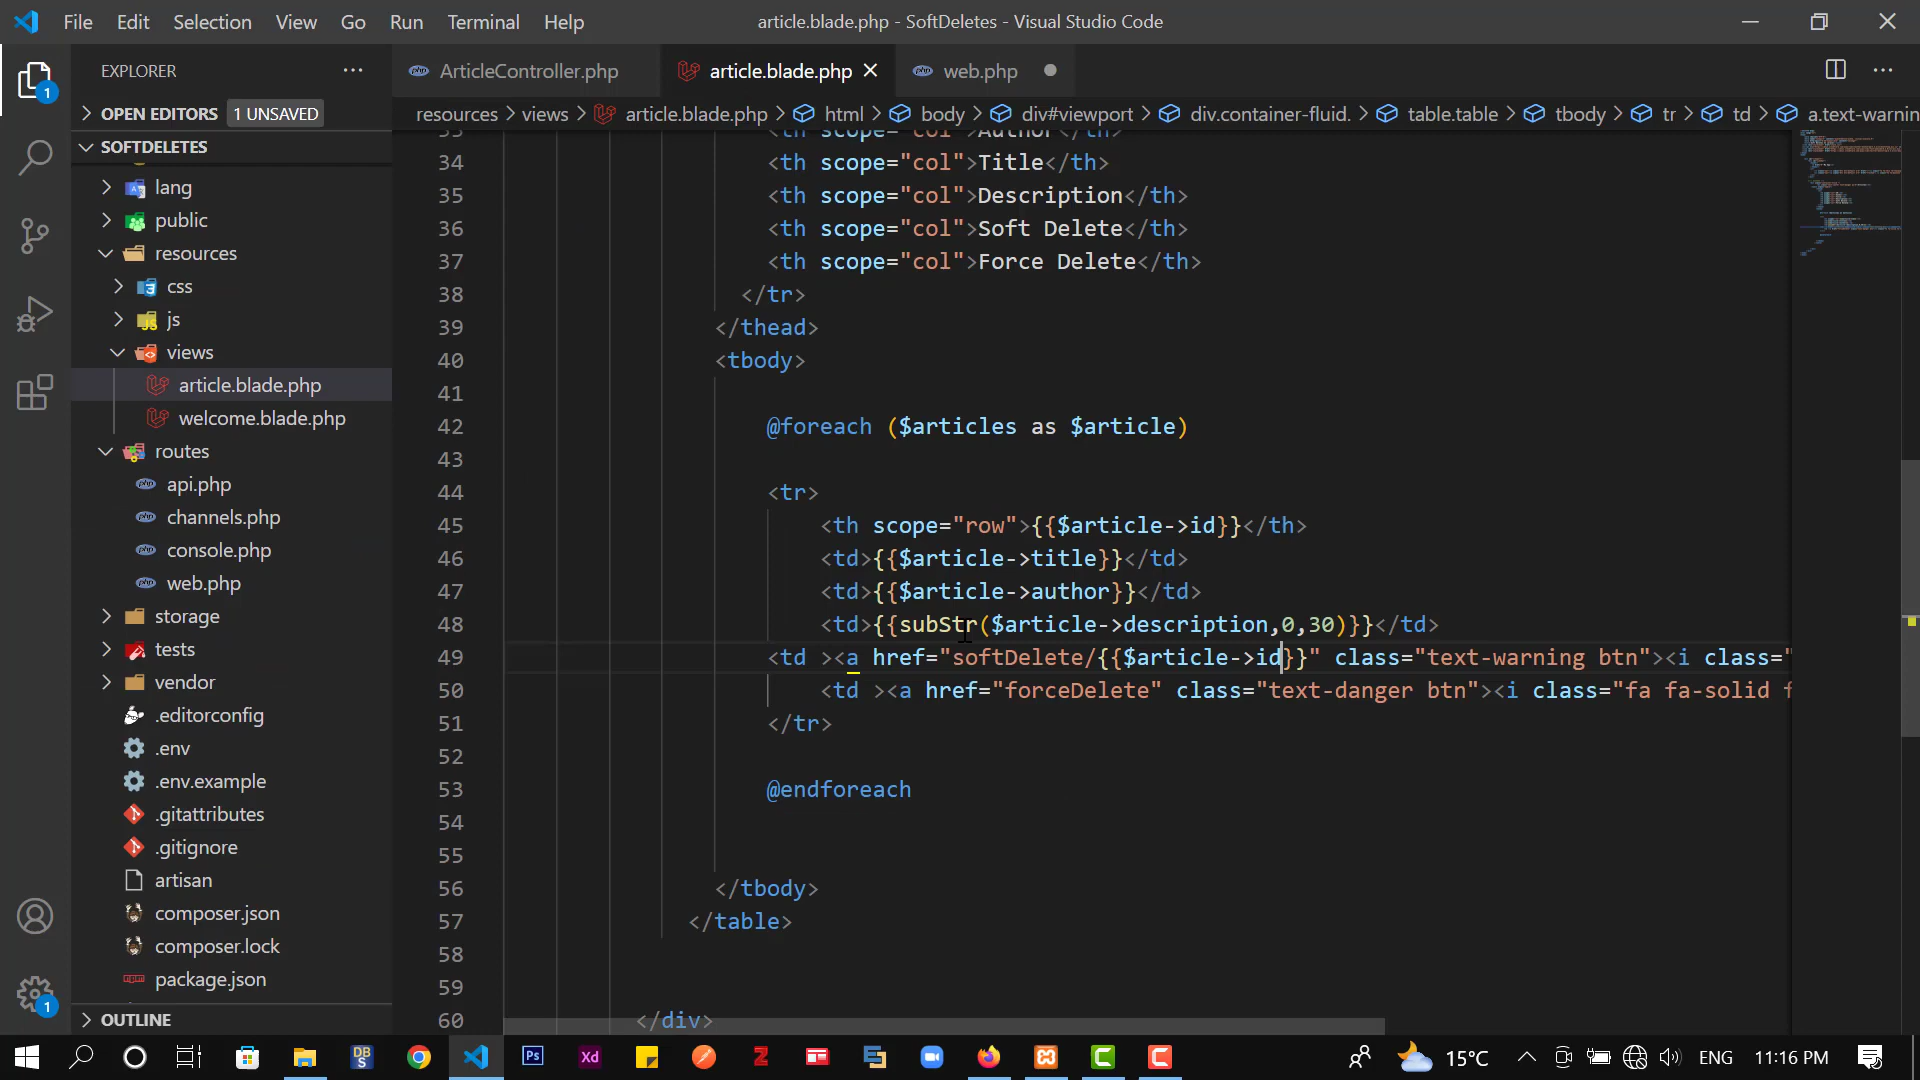 File Edit Selection View Go Run Terminal Help
article.blade.php - SoftDeletes - Visual Studio Code
EXPLORER
ArticleController.php
article.blade.php
web.php
OPEN EDITORS 1 UNSAVED
resources > views > article.blade.php > html > body > div#viewport > div.container-fluid. > table.table > tbody > tr > td > a.text-warnin
SOFTDELETES
lang
public
resources
css
js
views
article.blade.php
welcome.blade.php
routes
api.php
channels.php
console.php
web.php
storage
tests
vendor
.editorconfig
.env
.env.example
.gitattributes
.gitignore
artisan
composer.json
composer.lock
package.json
OUTLINE
1
1
33 <th scope="col">Author</th>
34 <th scope="col">Title</th>
35 <th scope="col">Description</th>
36 <th scope="col">Soft Delete</th>
37 <th scope="col">Force Delete</th>
38 </tr>
39 </thead>
40 <tbody>
41
42 @foreach ($articles as $article)
43
44 <tr>
45 <th scope="row">{{$article->id}}</th>
46 <td>{{$article->title}}</td>
47 <td>{{$article->author}}</td>
48 <td>{{subStr($article->description,0,30)}}</td>
49 <td ><a href="softDelete/{{$article->id}}" class="text-warning btn"><i class="
50 <td ><a href="forceDelete" class="text-danger btn"><i class="fa fa-solid f
51 </tr>
52
53 @endforeach
54
55
56 </tbody>
57 </table>
58
59
60 </div>
DB S
Ps
Xd
Z
15°C
ENG
11:16 PM